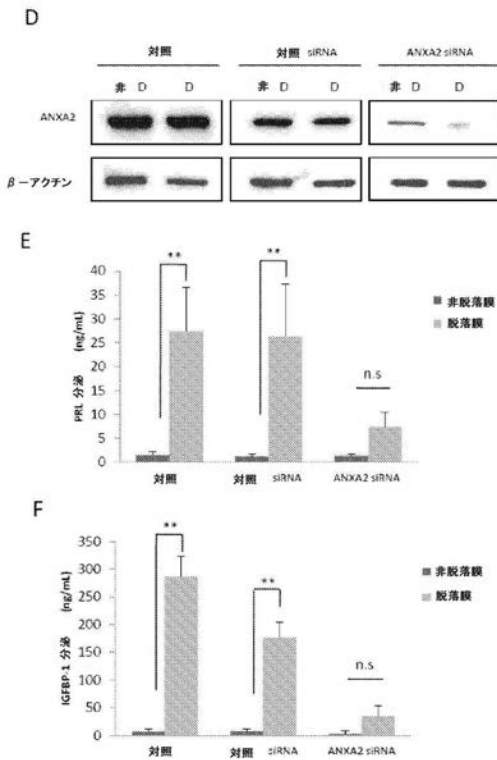 D
対照 対照 siRNA ANXA2 siRNA
非 D D 非 D D 非 D D
ANXA2
β-アクチン
E
40
35
30
25
20
15
10
5
0
PRL 分泌 (ng/mL)
** ** n.s
非脱落膜
脱落膜
対照 対照 siRNA ANXA2 siRNA
F
350
300
250
200
150
100
50
0
IGFBP-1 分泌 (ng/mL)
** ** n.s
非脱落膜
脱落膜
対照 対照 siRNA ANXA2 siRNA